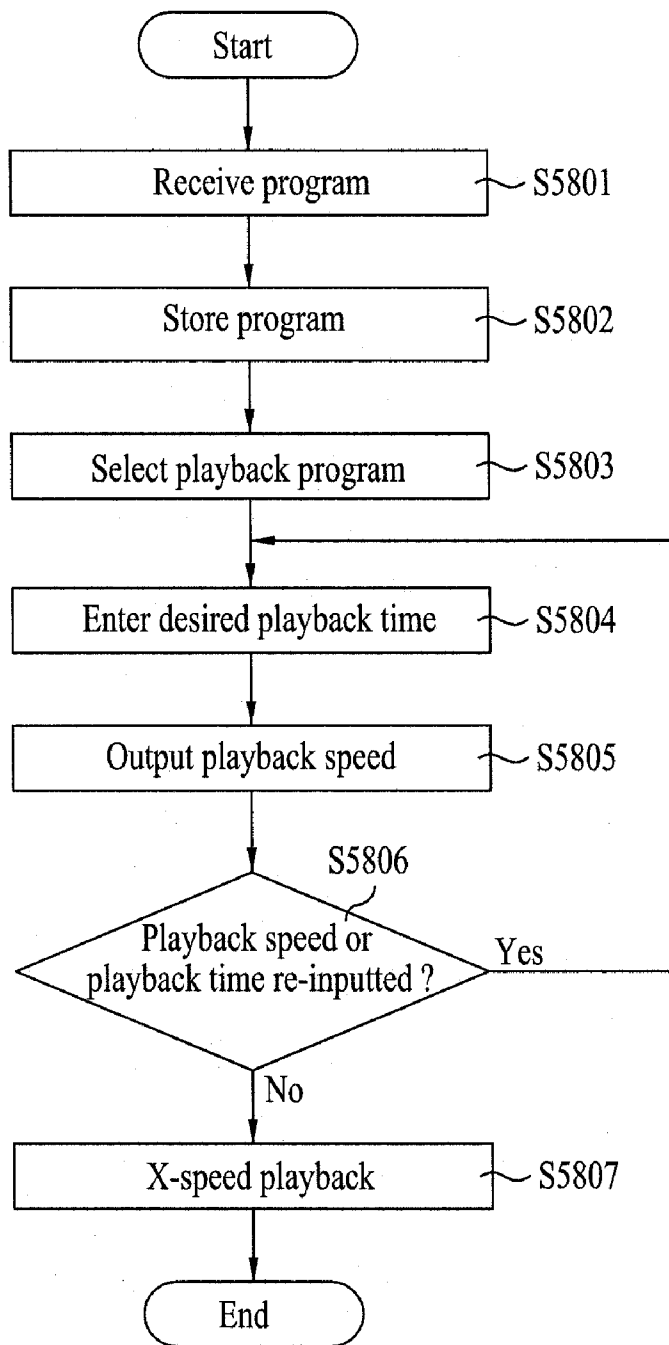 Start
Receive program
S5801
Store program
S5802
Select playback program
S5803
Enter desired playback time
S5804
Output playback speed
S5805
S5806
Playback speed or
playback time re-inputted ?
Yes
No
X-speed playback
S5807
End